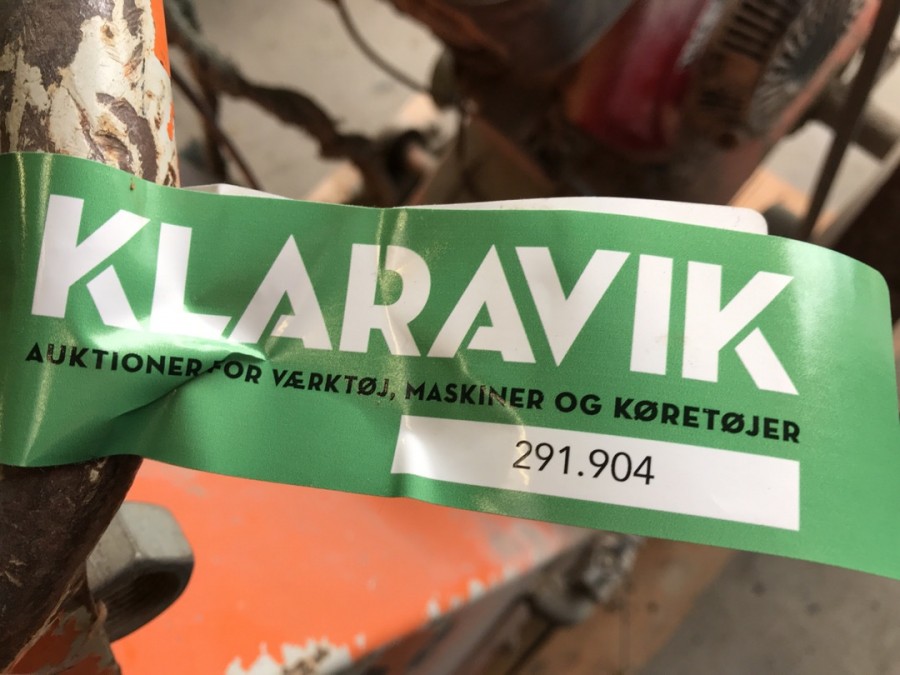 KLARAVIK
AUKTIONER FOR VÆRKTØJ, MASKINER OG KØRETØJER
291.904